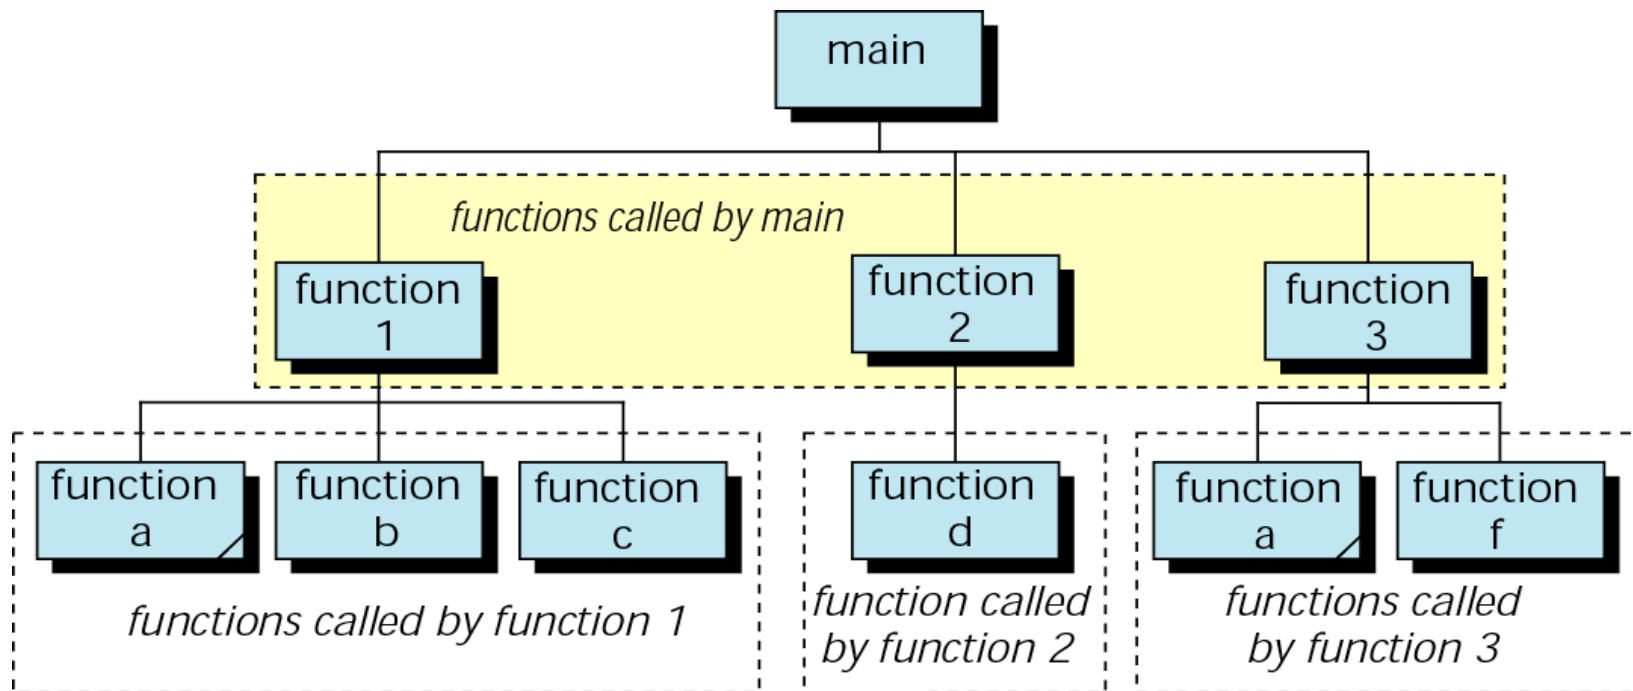 main
functions called by main
function
1
function
2
function
3
function
a
function
b
function
c
function
d
function
a
function
f
functions called by function 1
function called
by function 2
functions called
by function 3